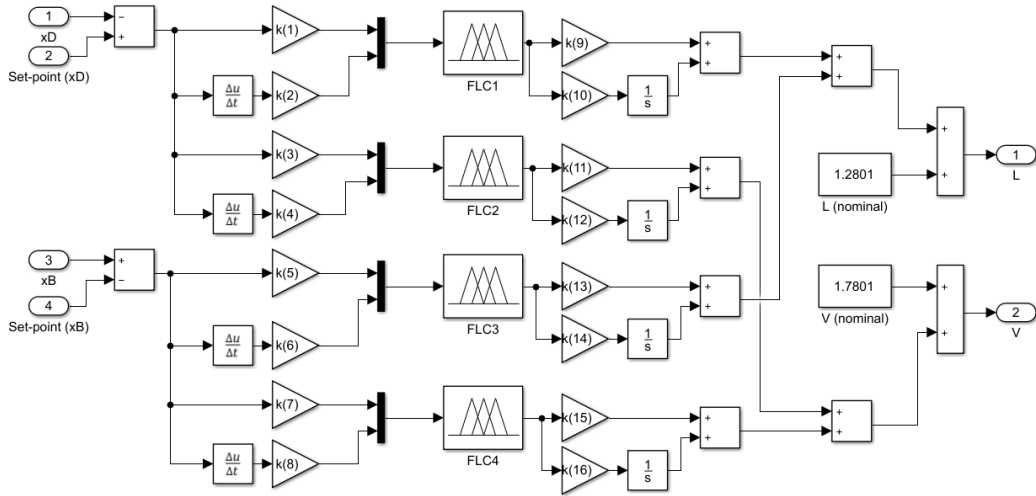 1
xD
2
Set-point (xD)
−
+
k(1)
Δu
Δt
k(2)
FLC1
k(9)
k(10)
1
s
+
+
+
+
k(3)
Δu
Δt
k(4)
FLC2
k(11)
k(12)
1
s
+
+
1.2801
L (nominal)
+
+
1
L
3
xB
4
Set-point (xB)
+
−
k(5)
Δu
Δt
k(6)
FLC3
k(13)
k(14)
1
s
+
+
1.7801
V (nominal)
+
+
2
V
k(7)
Δu
Δt
k(8)
FLC4
k(15)
k(16)
1
s
+
+
+
+